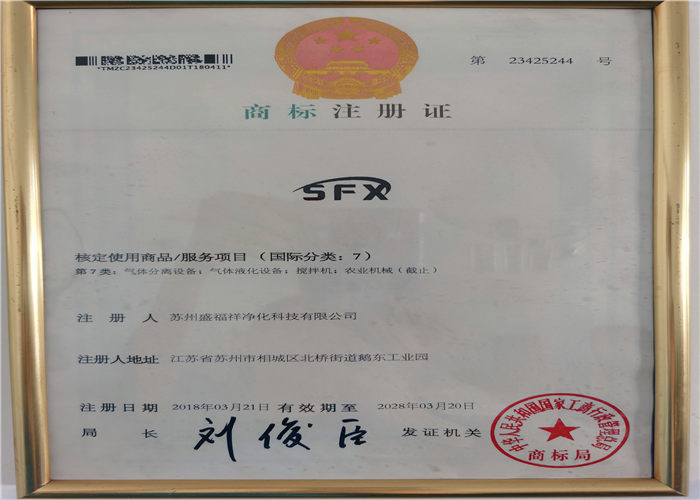 *TMZC23425244D01T180411*
第 23425244 号
商标注册证
SFX
核定使用商品/服务项目（国际分类：7）
第7类：气体分离设备；气体液化设备；搅拌机；农业机械（截止）
注册人 苏州盛福祥净化科技有限公司
注册人地址 江苏省苏州市相城区北桥街道鹅东工业园
注册日期 2018年03月21日 有效期至 2028年03月20日
局长 刘俊臣 发证机关
中华人民共和国国家工商行政管理总局
商标局